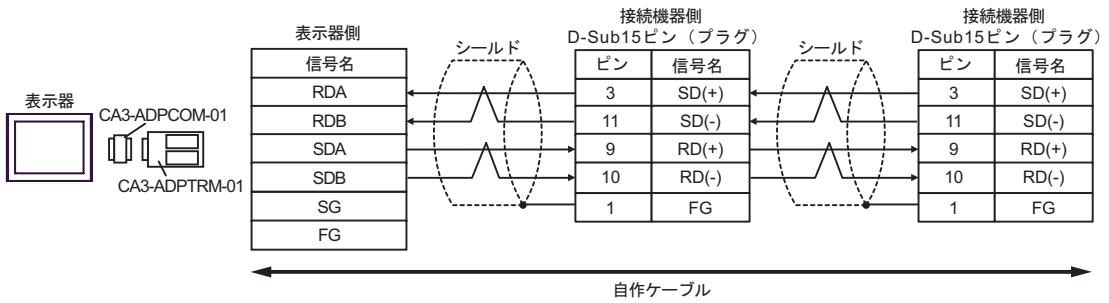 表示器
CA3-ADPCOM-01
CA3-ADPTRM-01
表示器側
信号名
RDA
RDB
SDA
SDB
SG
FG
シールド
接続機器側
D-Sub15ピン（プラグ）
ピン 信号名
3 SD(+)
11 SD(-)
9 RD(+)
10 RD(-)
1 FG
シールド
接続機器側
D-Sub15ピン（プラグ）
ピン 信号名
3 SD(+)
11 SD(-)
9 RD(+)
10 RD(-)
1 FG
自作ケーブル